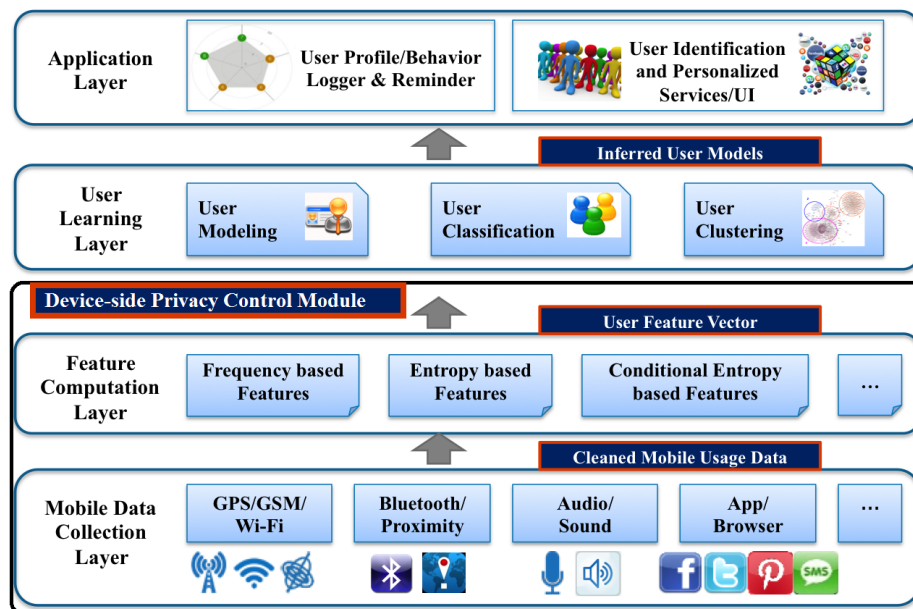 Application
Layer
User Profile/Behavior
Logger & Reminder
User Identification
and Personalized
Services/UI
Inferred User Models
User
Learning
Layer
User
Modeling
User
Classification
User
Clustering
Device-side Privacy Control Module
User Feature Vector
Feature
Computation
Layer
Frequency based
Features
Entropy based
Features
Conditional Entropy
based Features
...
Cleaned Mobile Usage Data
Mobile Data
Collection
Layer
GPS/GSM/
Wi-Fi
Bluetooth/
Proximity
Audio/
Sound
App/
Browser
...
SMS